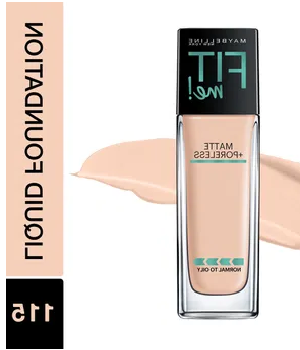 LIQUID FOUNDATION
115
MAYBELLINE
NEW YORK
FIT
me!
MATTE
+PORELESS
NORMAL TO OILY